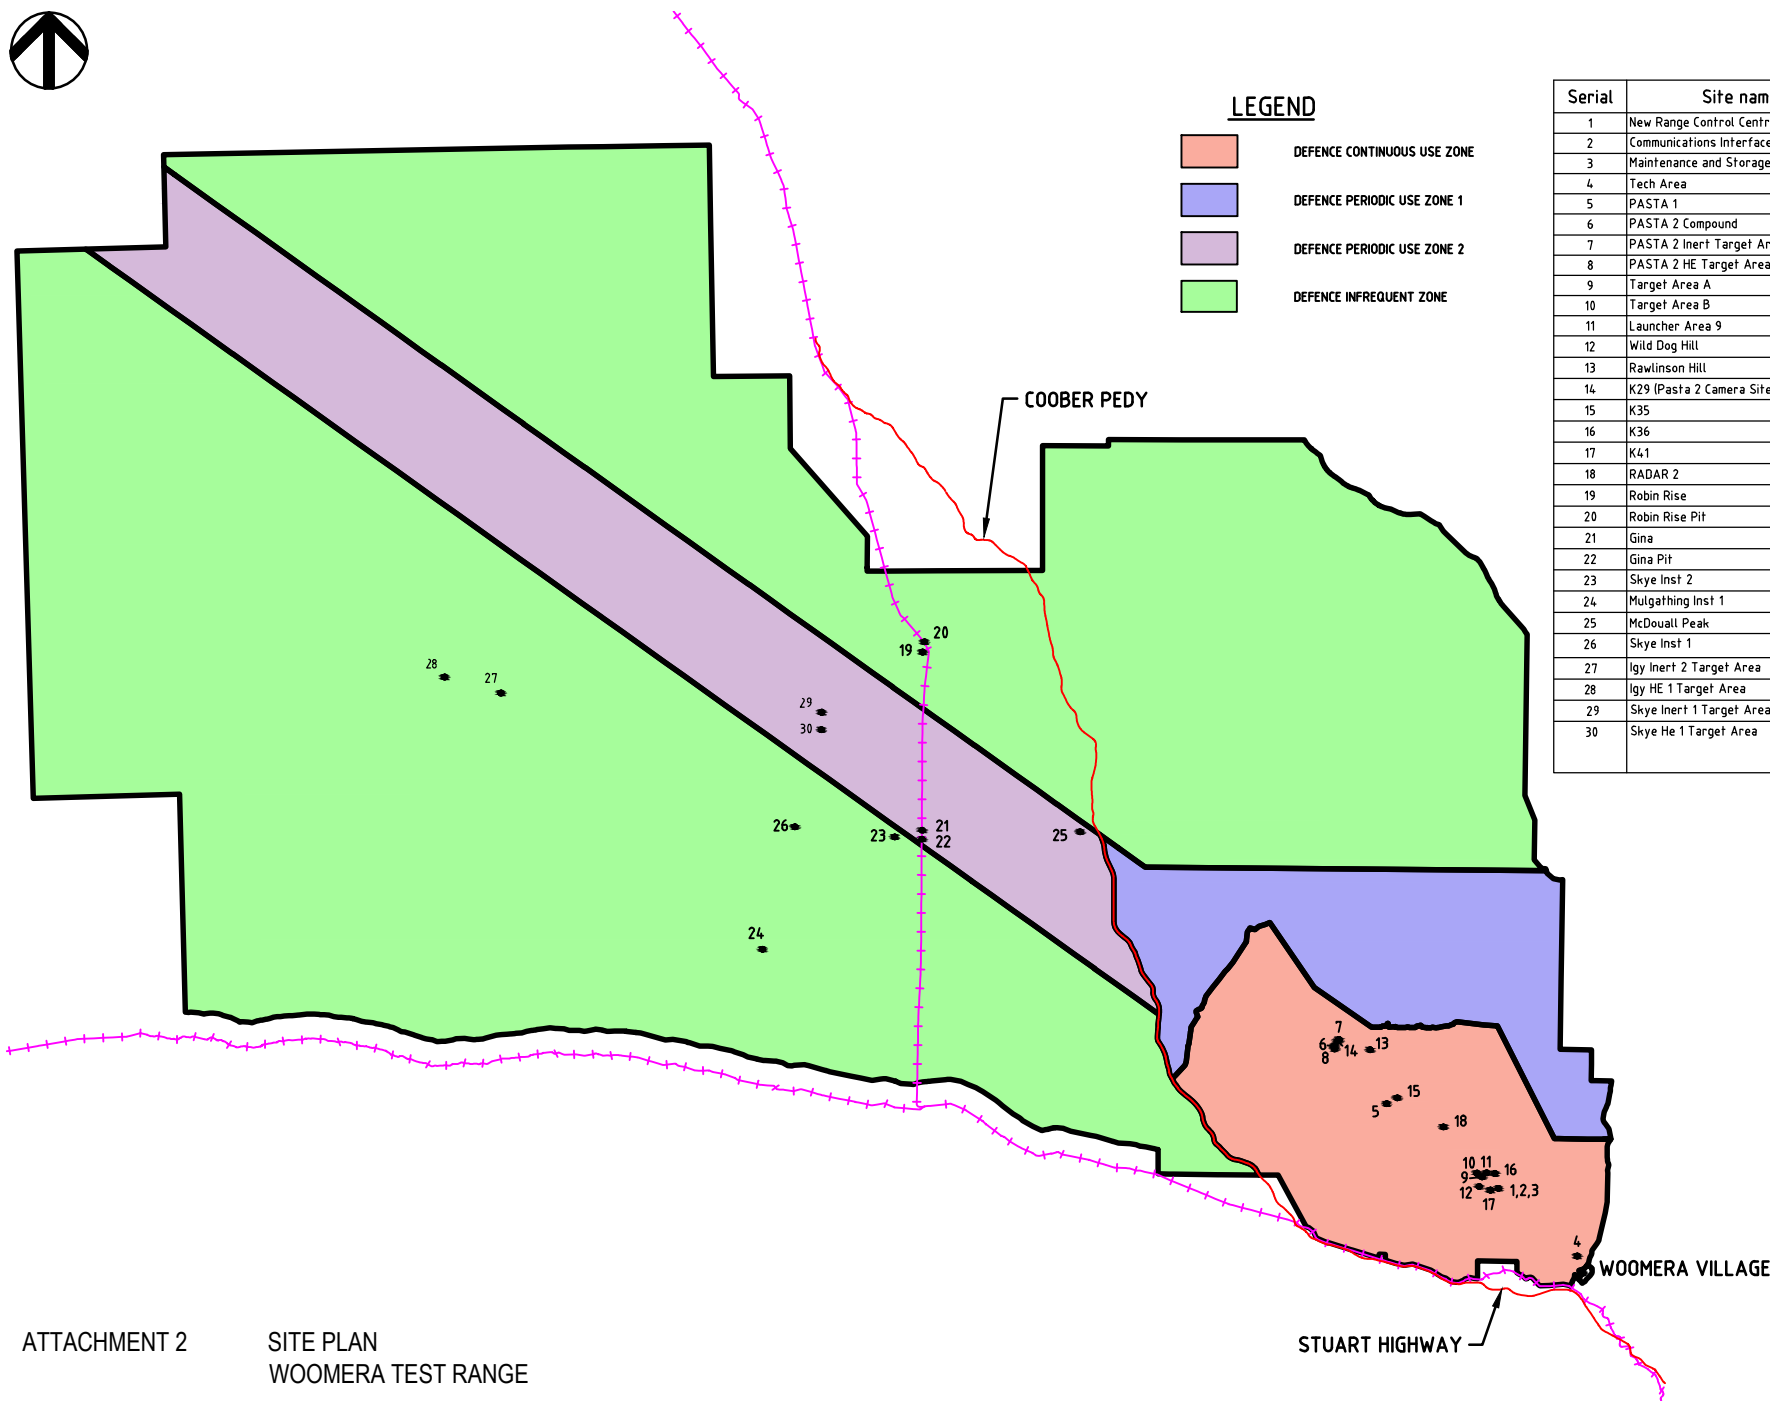 LEGEND
DEFENCE CONTINUOUS USE ZONE
DEFENCE PERIODIC USE ZONE 1
DEFENCE PERIODIC USE ZONE 2
DEFENCE INFREQUENT ZONE
Serial Site nam
1 New Range Control Centr
2 Communications Interface
3 Maintenance and Storage
4 Tech Area
5 PASTA 1
6 PASTA 2 Compound
7 PASTA 2 Inert Target Ar
8 PASTA 2 HE Target Area
9 Target Area A
10 Target Area B
11 Launcher Area 9
12 Wild Dog Hill
13 Rawlinson Hill
14 K29 (Pasta 2 Camera Site
15 K35
16 K36
17 K41
18 RADAR 2
19 Robin Rise
20 Robin Rise Pit
21 Gina
22 Gina Pit
23 Skye Inst 2
24 Mulgathing Inst 1
25 McDouall Peak
26 Skye Inst 1
27 Igy Inert 2 Target Area
28 Igy HE 1 Target Area
29 Skye Inert 1 Target Area
30 Skye He 1 Target Area
COOBER PEDY
20
19
28
27
29
30
26
23
21
22
25
24
7
6
8
14
13
15
5
18
10
11
16
9
12
17
1,2,3
4
WOOMERA VILLAGE
STUART HIGHWAY
ATTACHMENT 2 SITE PLAN
WOOMERA TEST RANGE